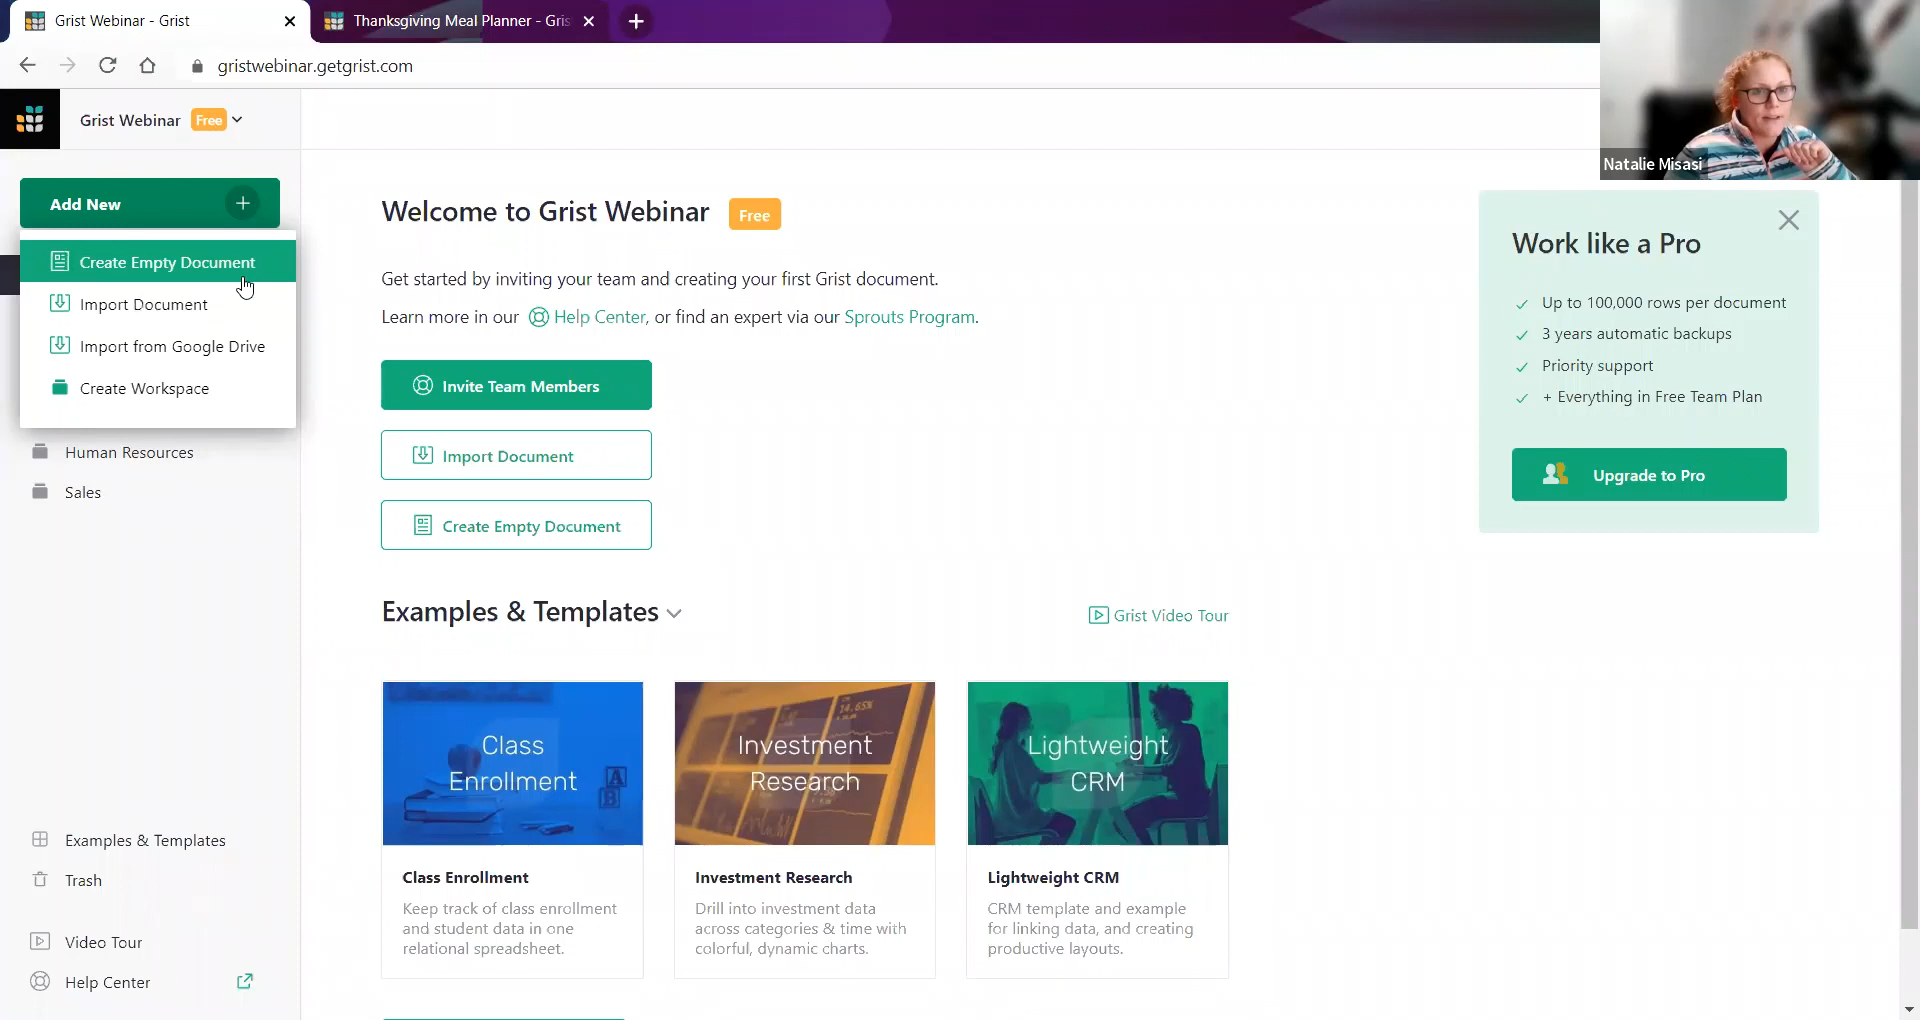 Grist Webinar - Grist
Thanksgiving Meal Planner - Gris
gristwebinar.getgrist.com
Natalie Misasi
Grist Webinar Free
Add New
Create Empty Document
Import Document
Import from Google Drive
Create Workspace
Human Resources
Sales
Examples & Templates
Trash
Video Tour
Help Center
Welcome to Grist Webinar Free
Get started by inviting your team and creating your first Grist document.
Learn more in our Help Center, or find an expert via our Sprouts Program.
Invite Team Members
Import Document
Create Empty Document
Work like a Pro
Up to 100,000 rows per document
3 years automatic backups
Priority support
+ Everything in Free Team Plan
Upgrade to Pro
Examples & Templates
Grist Video Tour
Class
Enrollment
A
B
Class Enrollment
Keep track of class enrollment
and student data in one
relational spreadsheet.
14.65%
Investment
Research
Investment Research
Drill into investment data
across categories & time with
colorful, dynamic charts.
Lightweight
CRM
Lightweight CRM
CRM template and example
for linking data, and creating
productive layouts.